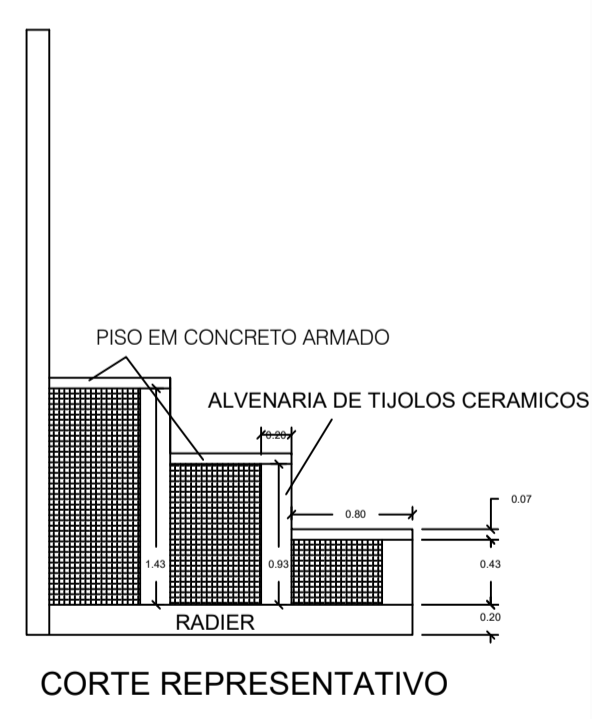 PISO EM CONCRETO ARMADO
ALVENARIA DE TIJOLOS CERAMICOS
0.20
0.80
0.07
1.43
0.93
0.43
0.20
RADIER
CORTE REPRESENTATIVO